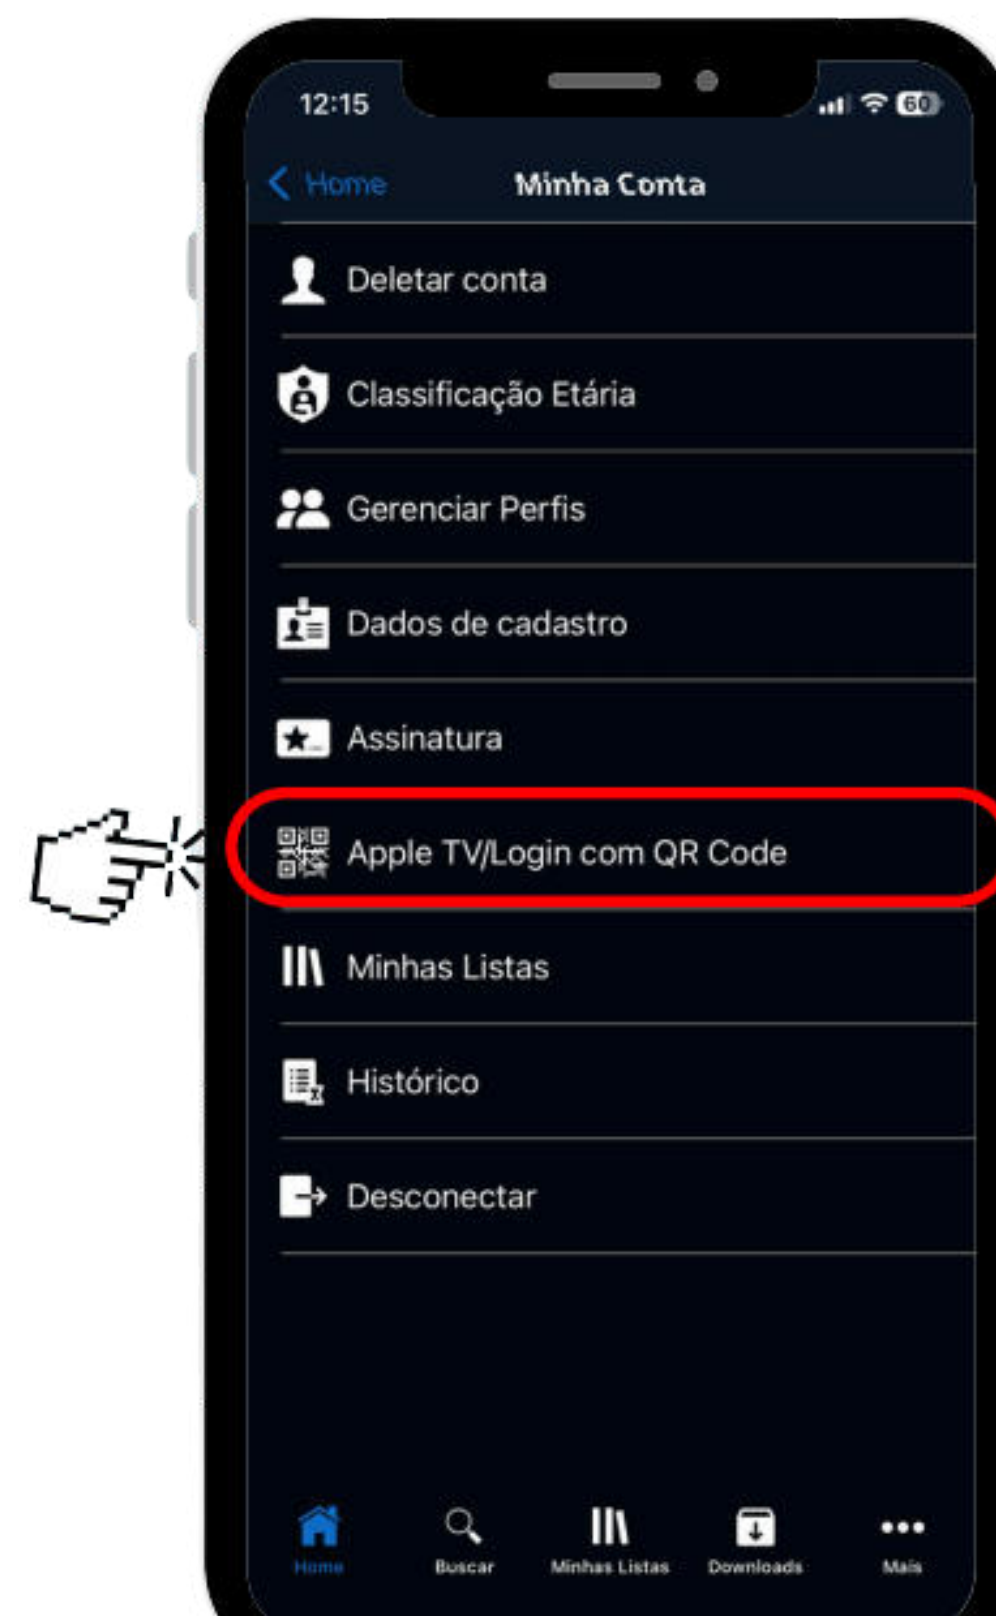 12:15
60
Home
Minha Conta
Deletar conta
Classificação Etária
Gerenciar Perfis
Dados de cadastro
Assinatura
Apple TV/Login com QR Code
Minhas Listas
Histórico
Desconectar
Home
Buscar
Minhas Listas
Downloads
Mais